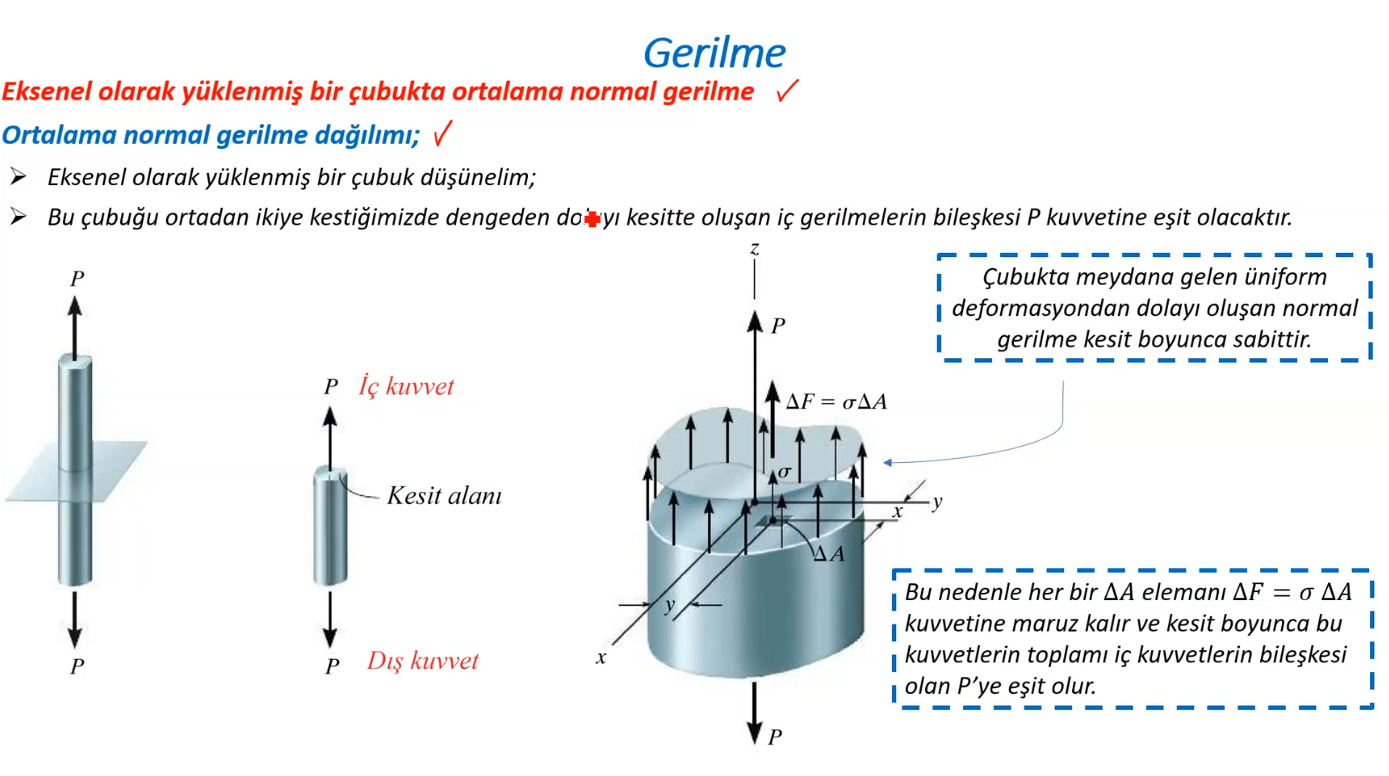 Gerilme
Eksenel olarak yüklenmiş bir çubukta ortalama normal gerilme ✓
Ortalama normal gerilme dağılımı; ✓
➤ Eksenel olarak yüklenmiş bir çubuk düşünelim;
➤ Bu çubuğu ortadan ikiye kestiğimizde dengeden dolayı kesitte oluşan iç gerilmelerin bileşkesi P kuvvetine eşit olacaktır.
P
P
P İç kuvvet
Kesit alanı
P Dış kuvvet
z
P
ΔF = σΔA
σ
y
x
ΔA
y
x
P
Çubukta meydana gelen üniform
deformasyondan dolayı oluşan normal
gerilme kesit boyunca sabittir.
Bu nedenle her bir ΔA elemanı ΔF = σ ΔA
kuvvetine maruz kalır ve kesit boyunca bu
kuvvetlerin toplamı iç kuvvetlerin bileşkesi
olan P’ye eşit olur.